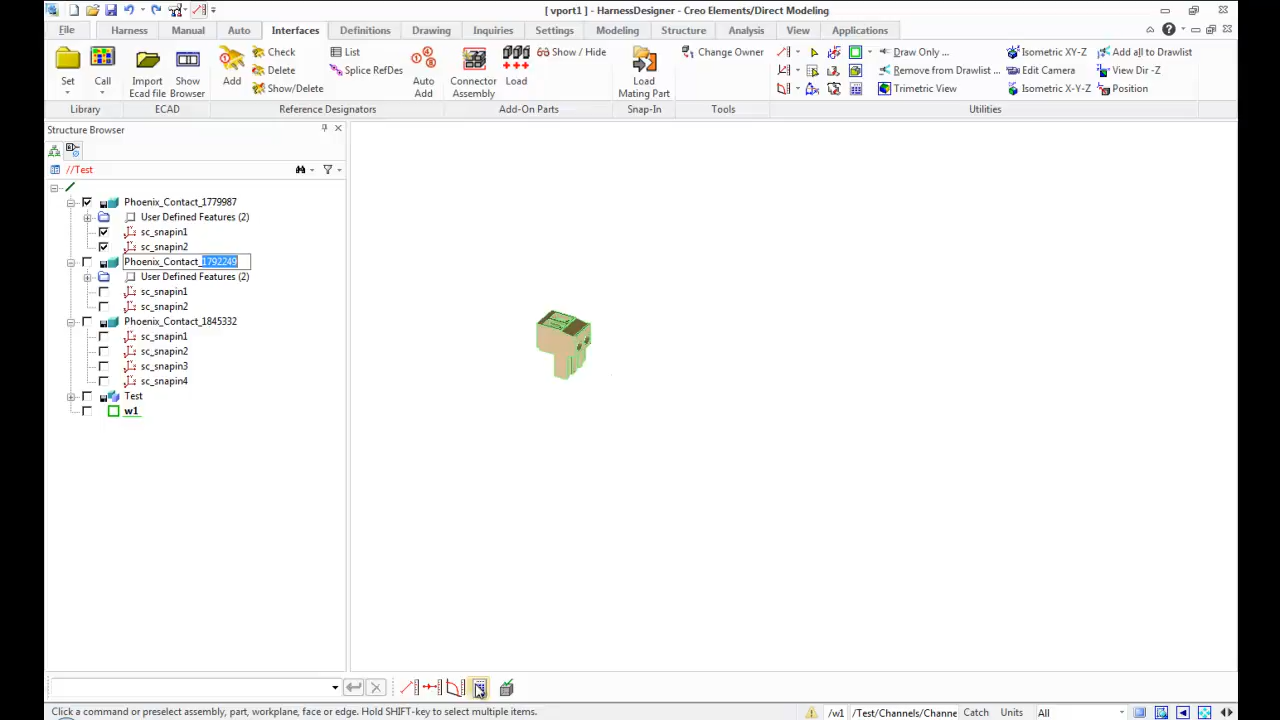 [ vport1 ] - HarnessDesigner - Creo Elements/Direct Modeling
File Harness Manual Auto Interfaces Definitions Drawing Inquiries Settings Modeling Structure Analysis View Applications
Set
Call
Import
Ecad file
Show
Browser
Add
Check
Delete
Show/Delete
List
Splice RefDes
Auto
Add
Connector
Assembly
Load
Show / Hide
Load
Mating Part
Change Owner
Draw Only ...
Remove from Drawlist ...
Trimetric View
Isometric XY-Z
Edit Camera
Isometric X-Y-Z
Add all to Drawlist
View Dir -Z
Position
Library ECAD Reference Designators Add-On Parts Snap-In Tools Utilities
Structure Browser
//Test
Phoenix_Contact_1779987
User Defined Features (2)
sc_snapin1
sc_snapin2
Phoenix_Contact_1792249
User Defined Features (2)
sc_snapin1
sc_snapin2
Phoenix_Contact_1845332
sc_snapin1
sc_snapin2
sc_snapin3
sc_snapin4
Test
w1
Click a command or preselect assembly, part, workplane, face or edge. Hold SHIFT-key to select multiple items.
/w1 /Test/Channels/Channe Catch Units All